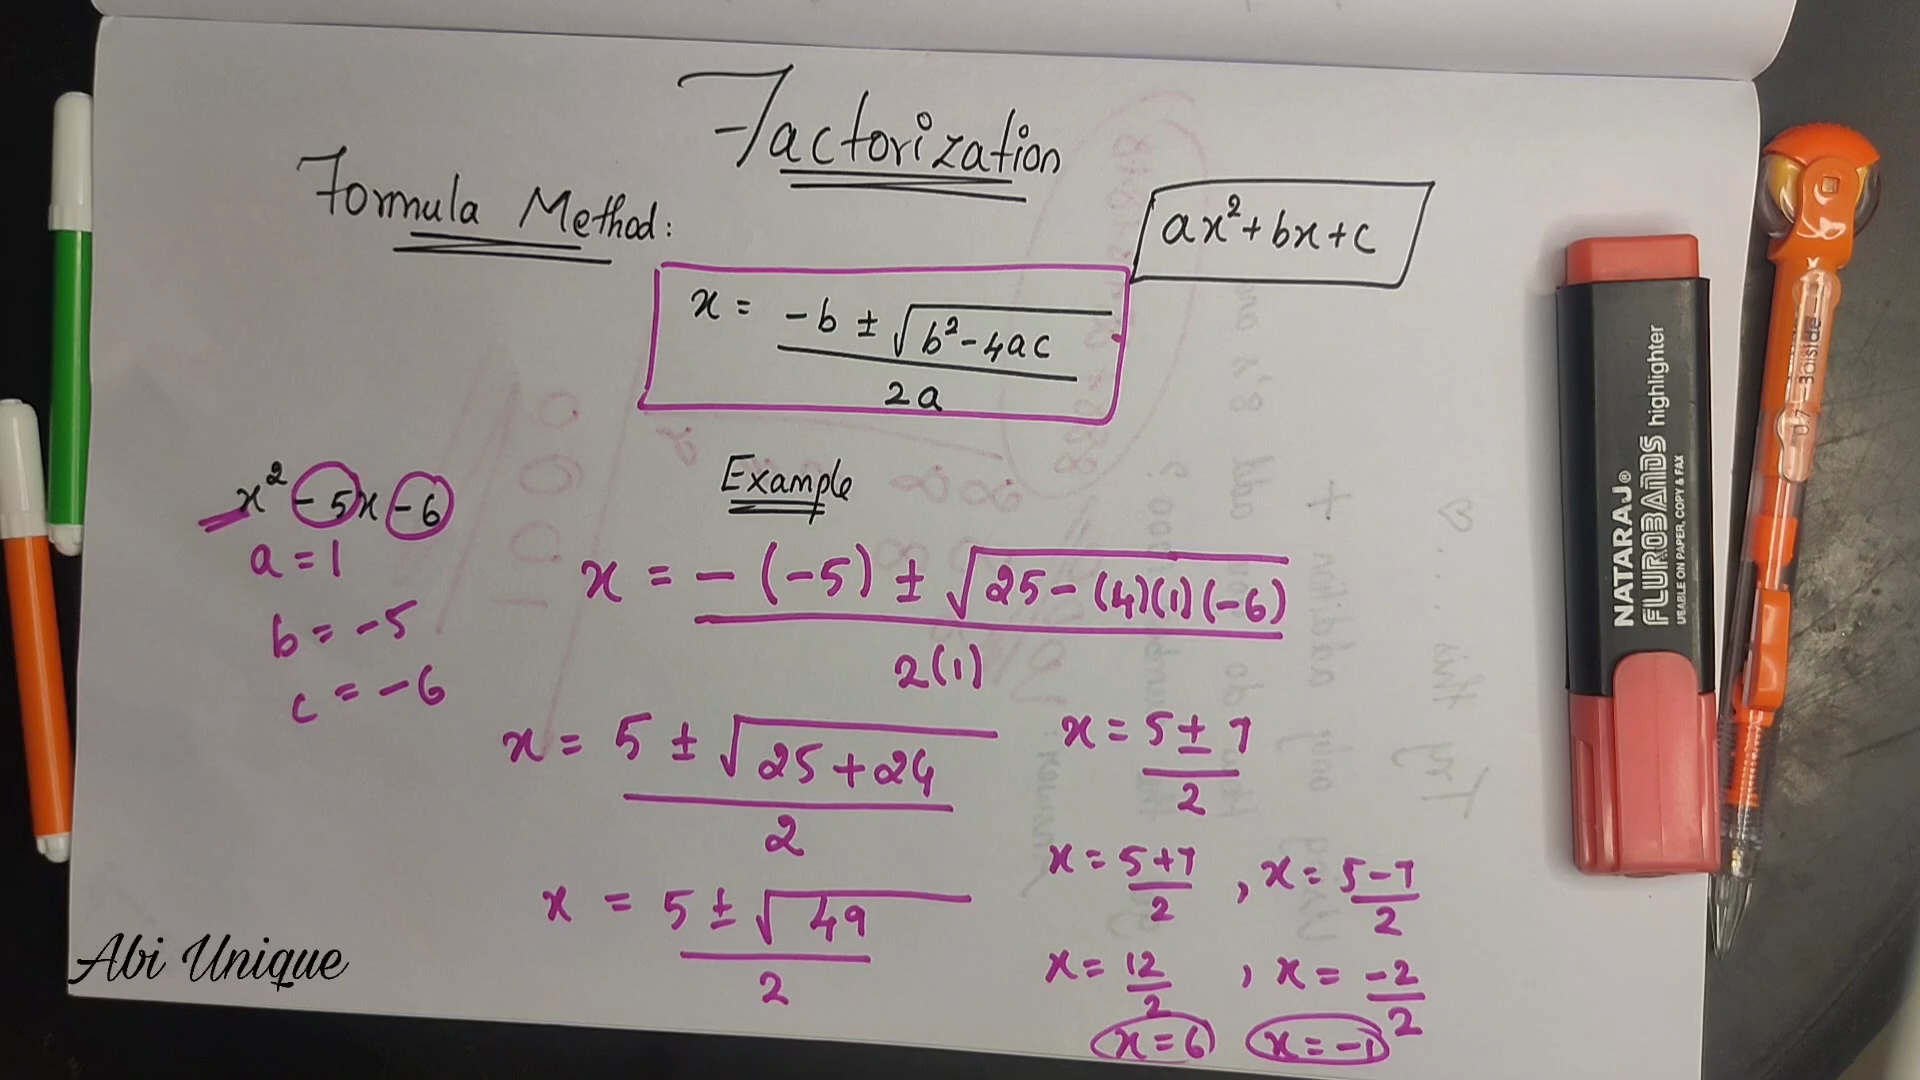 Factorization
Formula Method:
ax²+bx+c
x = -b ± √b²-4ac
2a
Example
x² -5x -6
a = 1
b = -5
c = -6
x = -(-5) ± √25-(4)(1)(-6)
2(1)
x = 5 ± √25+24
2
x = 5 ± √49
2
x = 5 ± 7
2
x = 5+7 , x = 5-7
2 2
x = 12 , x = -2
2 2
x = 6 x = -1
Abi Unique
NATARAJ®
FLUROBANDS highlighter
USEABLE ON PAPER, COPY & FAX